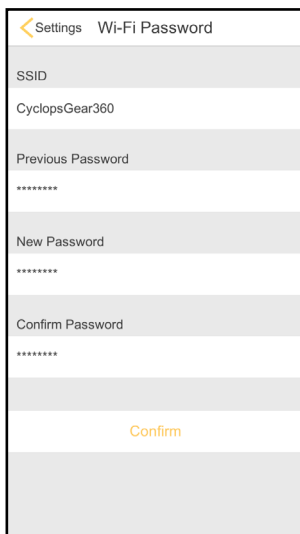 Settings Wi-Fi Password
SSID
CyclopsGear360
Previous Password
********
New Password
********
Confirm Password
********
Confirm